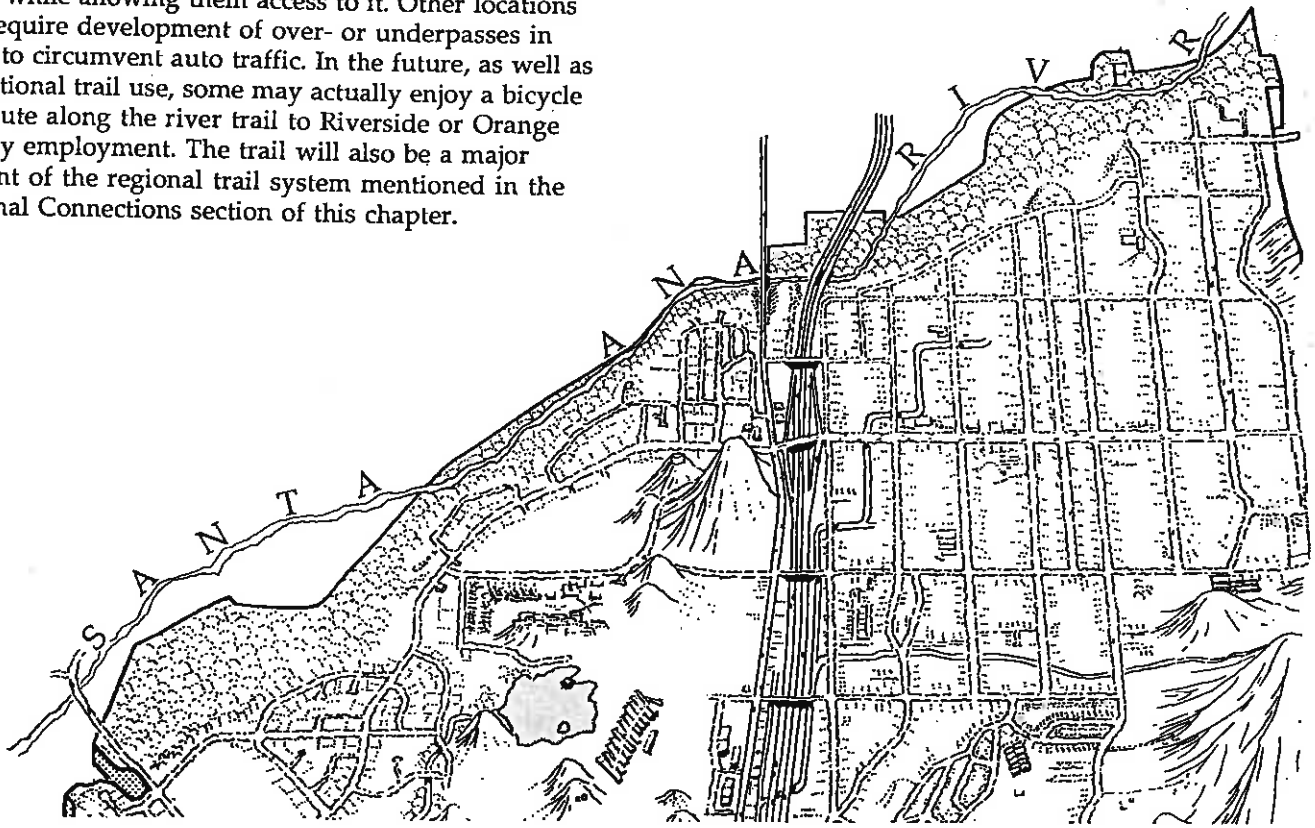 while allowing them access to it. Other locations
equire development of over- or underpasses in
to circumvent auto traffic. In the future, as well as
tional trail use, some may actually enjoy a bicycle
ute along the river trail to Riverside or Orange
y employment. The trail will also be a major
nt of the regional trail system mentioned in the
nal Connections section of this chapter.
SANTA ANA RIVER